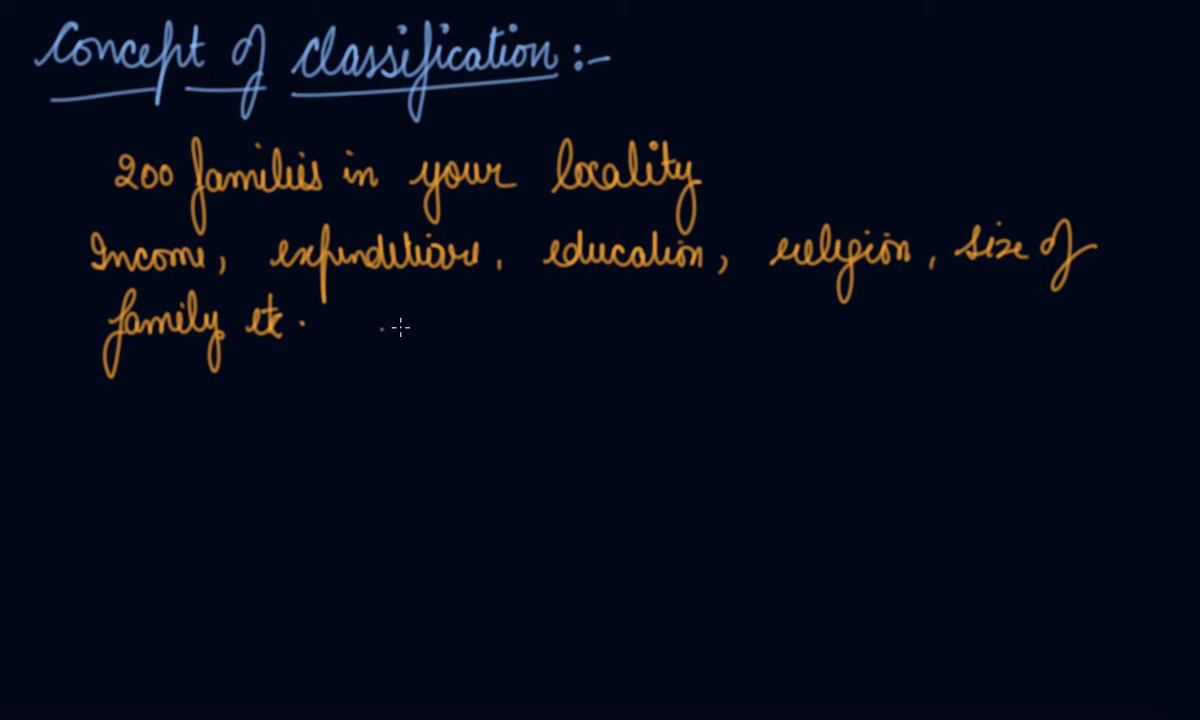 Concept of classification :-
200 families in your locality
Income, expenditure, education, religion, size of
family etc.